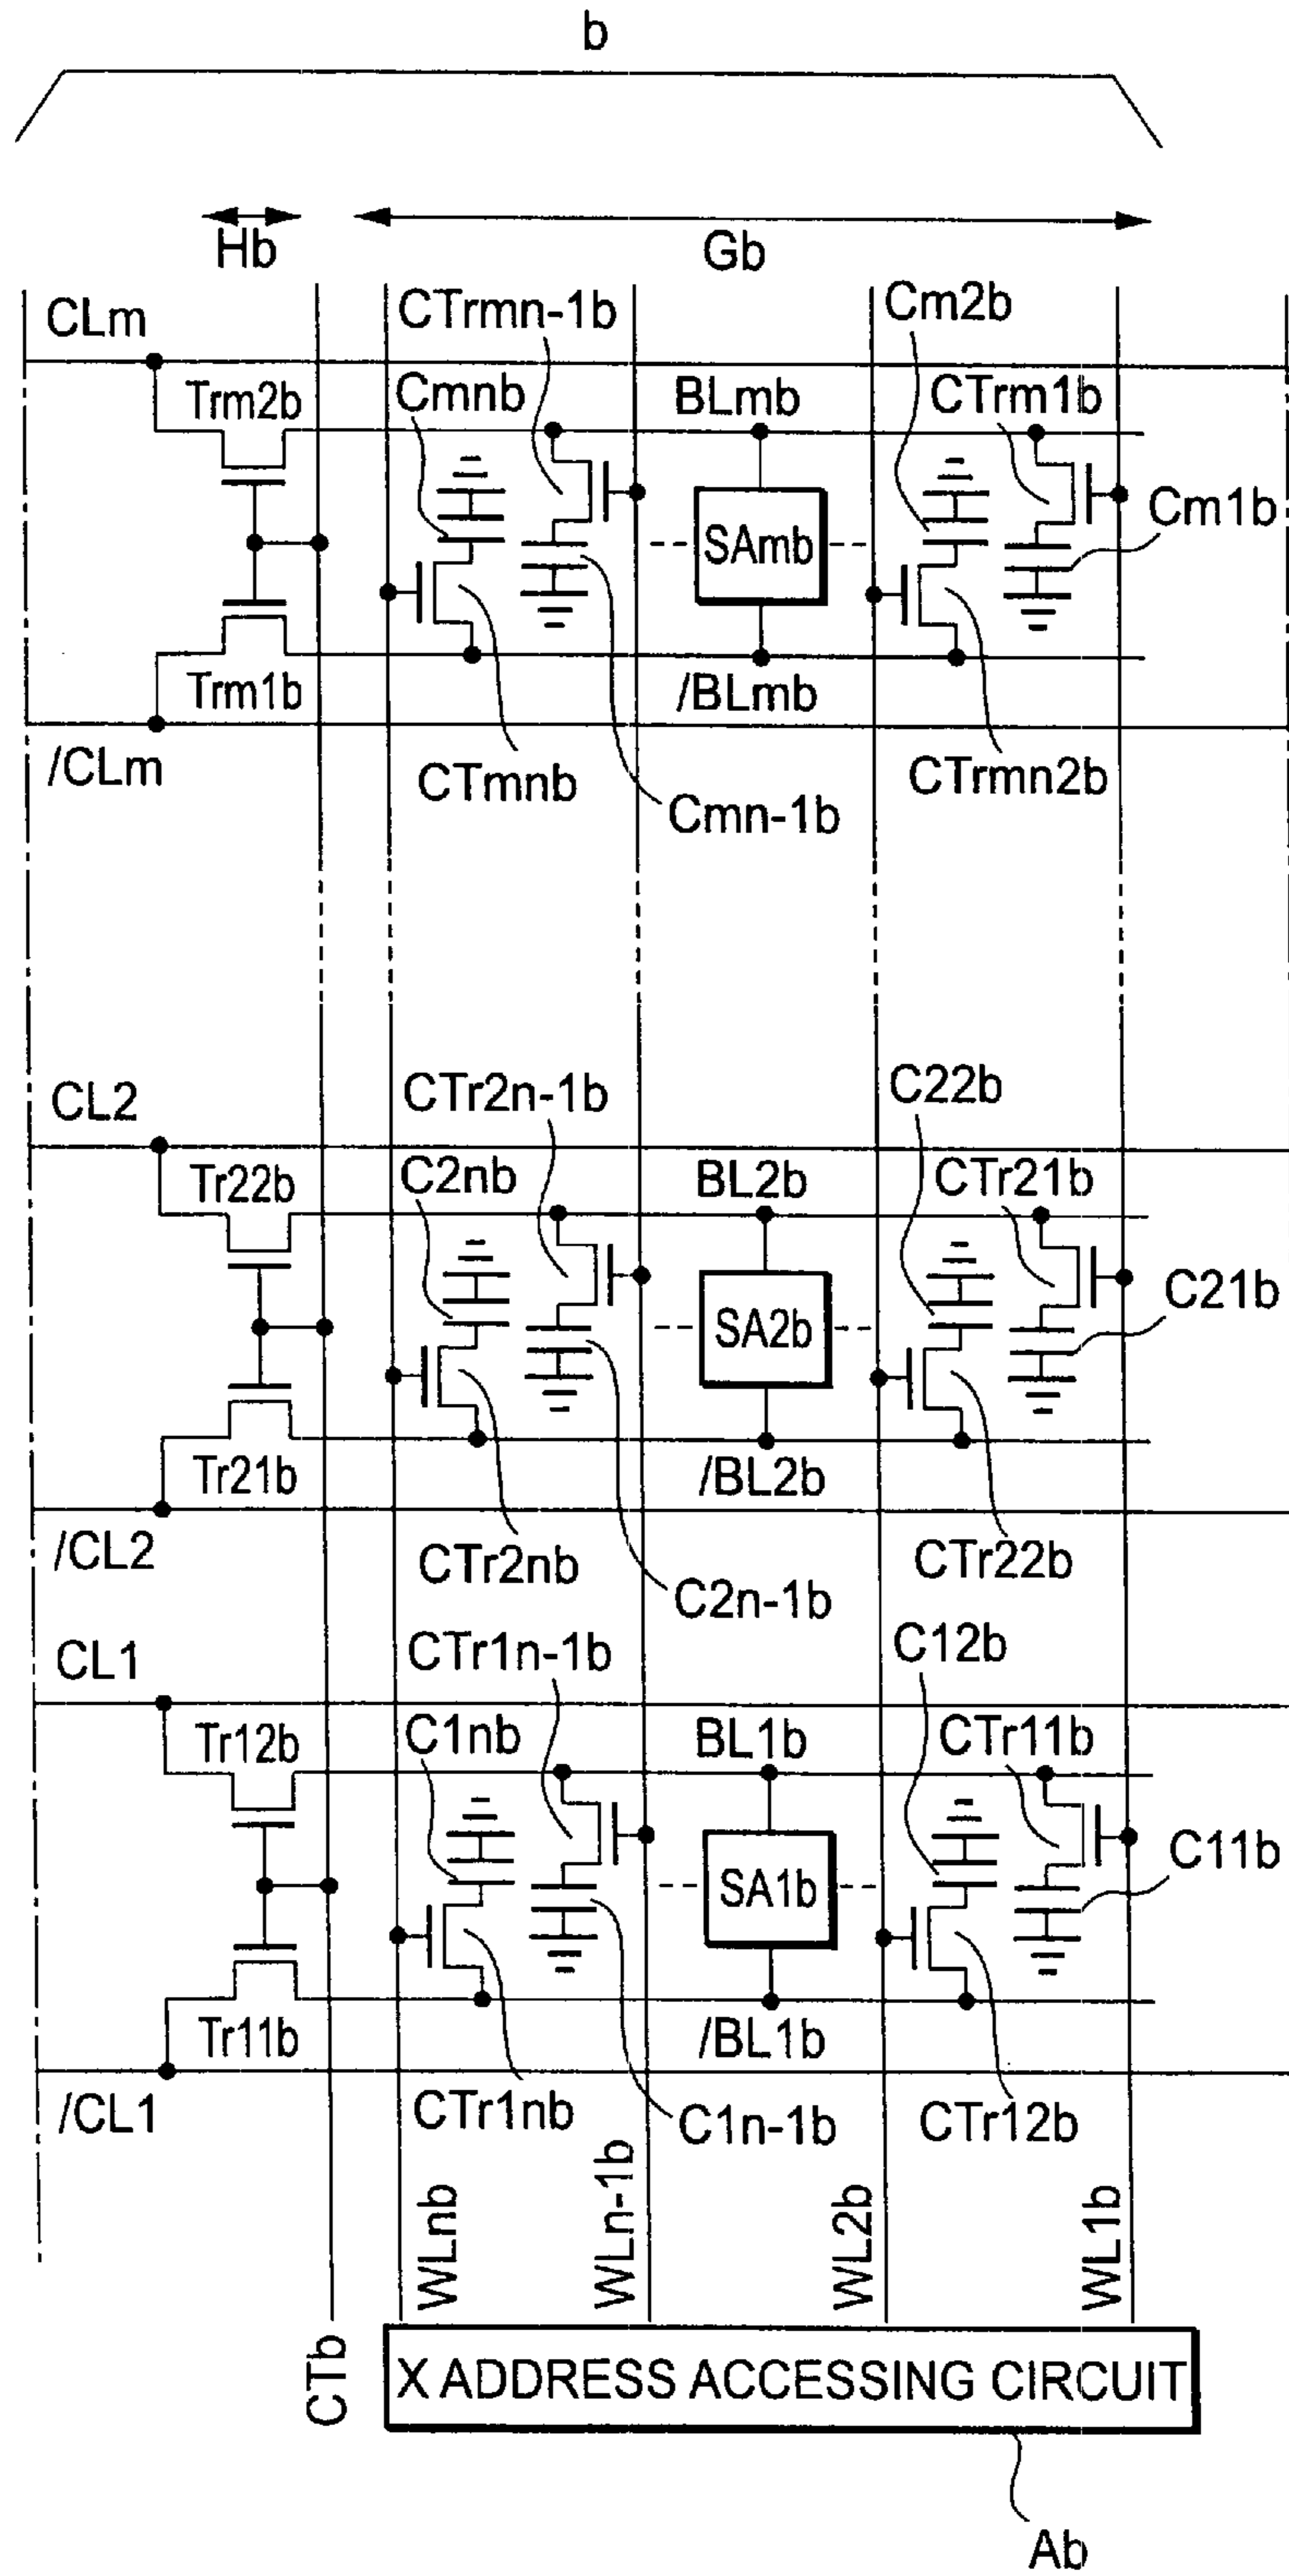 b
Hb
Gb
CLm
CTrmn-1b
Cm2b
Trm2b
Cmnb
BLmb
CTrm1b
Cm1b
SAmb
Trm1b
/BLmb
/CLm
CTmnb
Cmn-1b
CTrmn2b
CL2
CTr2n-1b
C22b
Tr22b
C2nb
BL2b
CTr21b
C21b
SA2b
Tr21b
/BL2b
/CL2
CTr2nb
C2n-1b
CTr22b
CL1
CTr1n-1b
C12b
Tr12b
C1nb
BL1b
CTr11b
C11b
SA1b
Tr11b
/BL1b
/CL1
CTr1nb
C1n-1b
CTr12b
CTb
WLnb
WLn-1b
WL2b
WL1b
X ADDRESS ACCESSING CIRCUIT
Ab